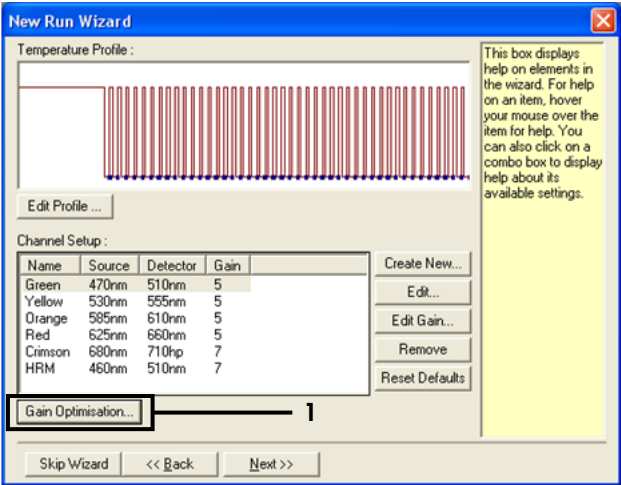 New Run Wizard
Temperature Profile :
This box displays
help on elements in
the wizard. For help
on an item, hover
your mouse over the
item for help. You
can also click on a
combo box to display
help about its
available settings.
Edit Profile ...
Channel Setup :
Name Source Detector Gain
Green 470nm 510nm 5
Yellow 530nm 555nm 5
Orange 585nm 610nm 5
Red 625nm 660nm 5
Crimson 680nm 710hp 7
HRM 460nm 510nm 7
Create New...
Edit...
Edit Gain...
Remove
Reset Defaults
Gain Optimisation...
1
Skip Wizard << Back Next >>